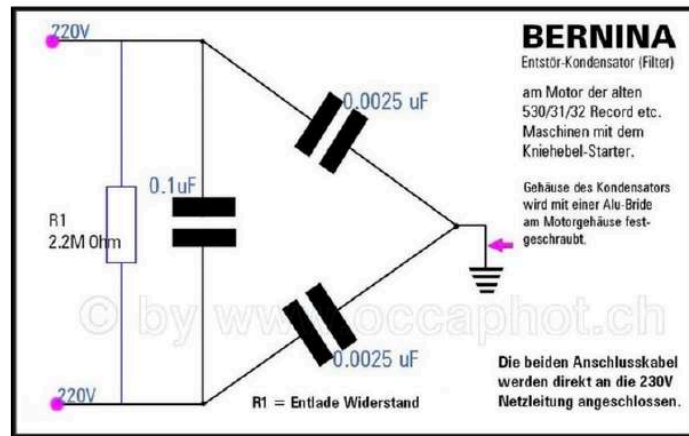 220V
BERNINA
Entstör-Kondensator (Filter)
0.0025 uF
am Motor der alten
530/31/32 Record etc.
Maschinen mit dem
Kniehebel-Starter.
0.1uF
Gehäuse des Kondensators
wird mit einer Alu-Bride
am Motorgehäuse fest-
geschraubt.
R1
2.2M Ohm
© by www.occaphot.ch
0.0025 uF
Die beiden Anschlusskabel
werden direkt an die 230V
Netzleitung angeschlossen.
220V
R1 = Entlade Widerstand